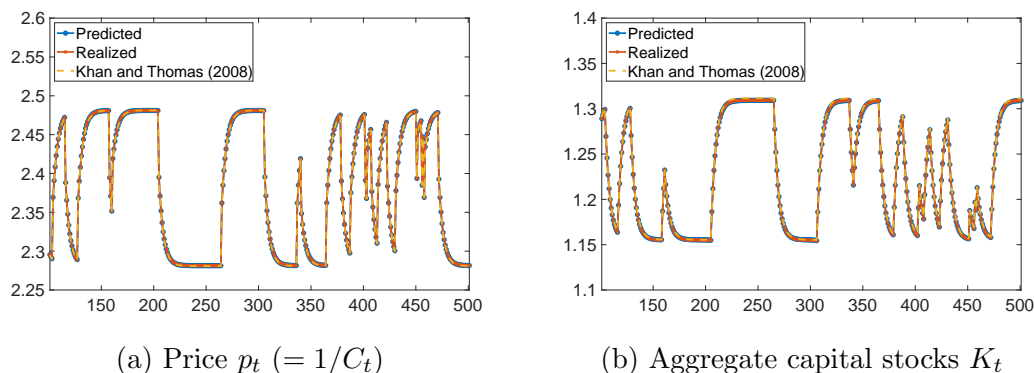 2.6
2.55
2.5
2.45
2.4
2.35
2.3
2.25
150 200 250 300 350 400 450 500
Predicted
Realized
Khan and Thomas (2008)
(a) Price pₜ (= 1/Cₜ)
1.4
1.35
1.3
1.25
1.2
1.15
1.1
150 200 250 300 350 400 450 500
Predicted
Realized
Khan and Thomas (2008)
(b) Aggregate capital stocks Kₜ